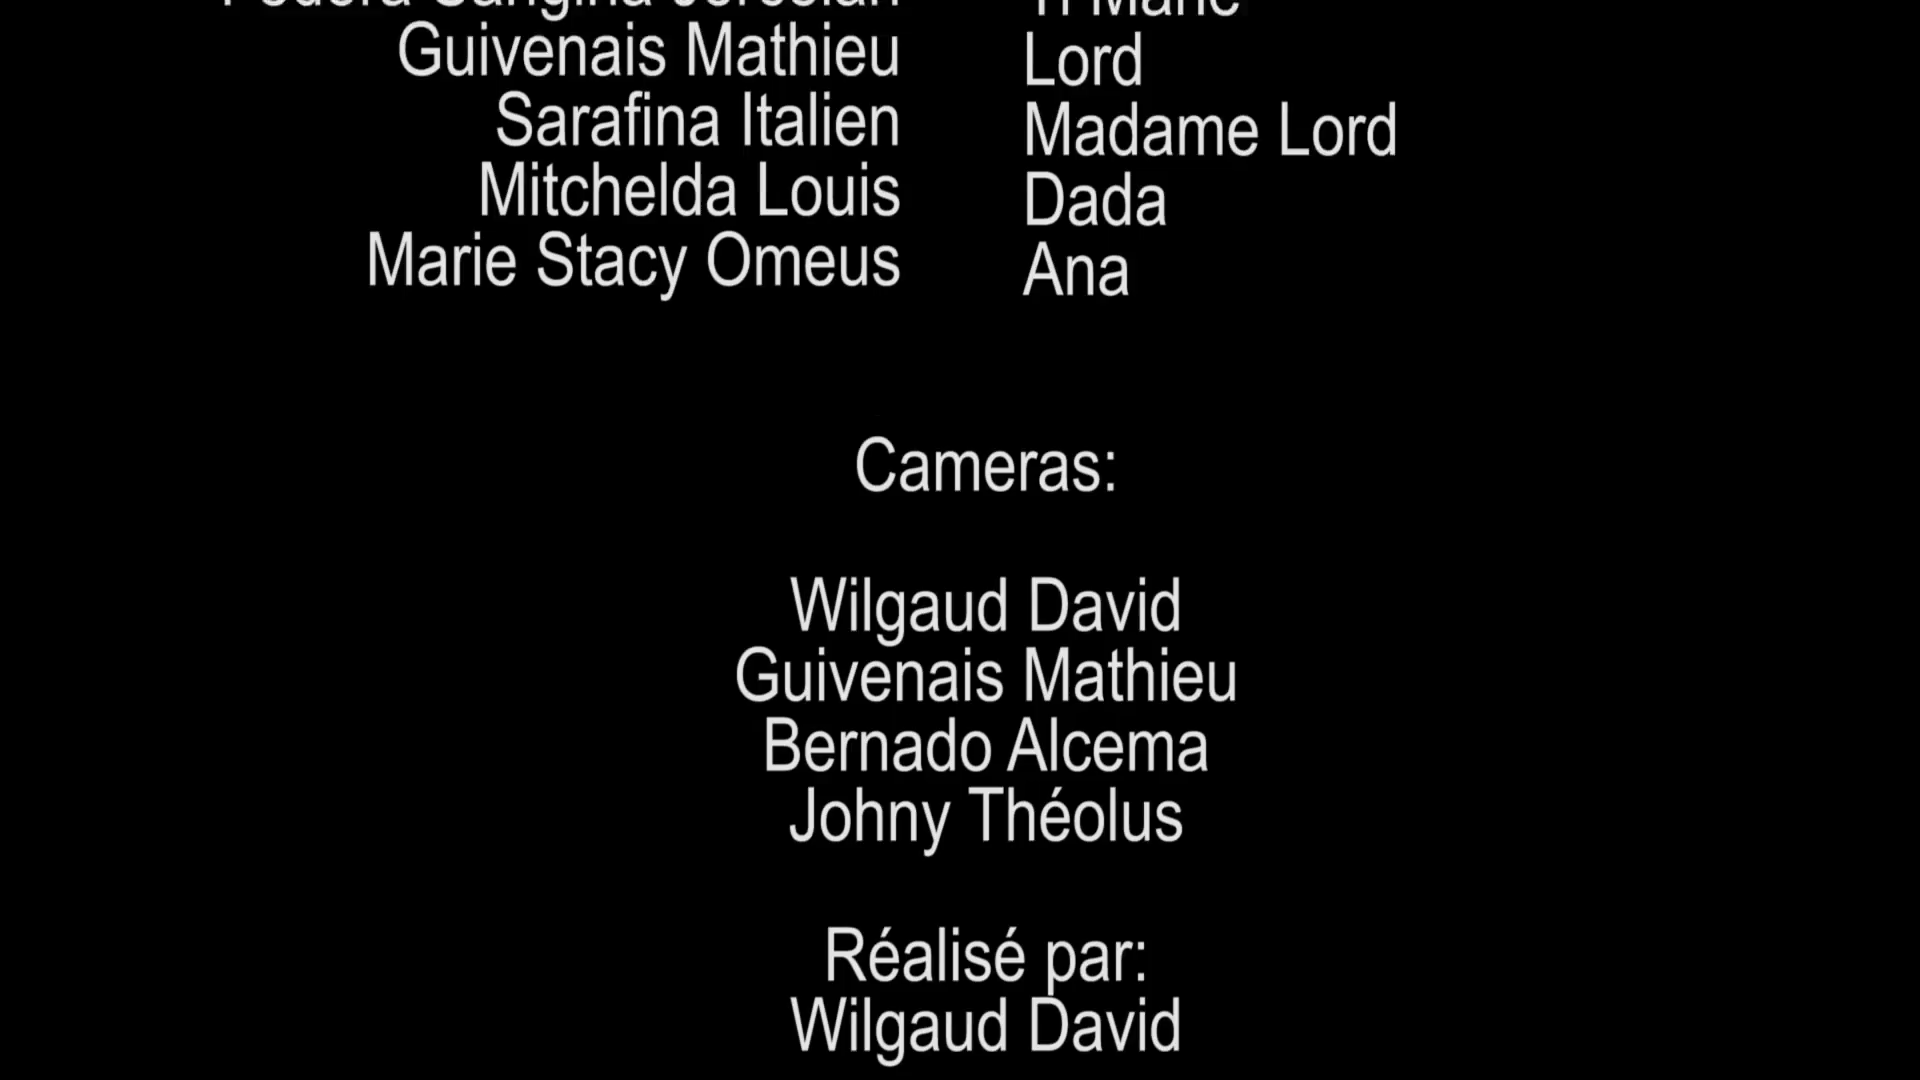 Guivenais Mathieu Lord
Sarafina Italien Madame Lord
Mitchelda Louis Dada
Marie Stacy Omeus Ana
Cameras:
Wilgaud David
Guivenais Mathieu
Bernado Alcema
Johny Théolus
Réalisé par:
Wilgaud David